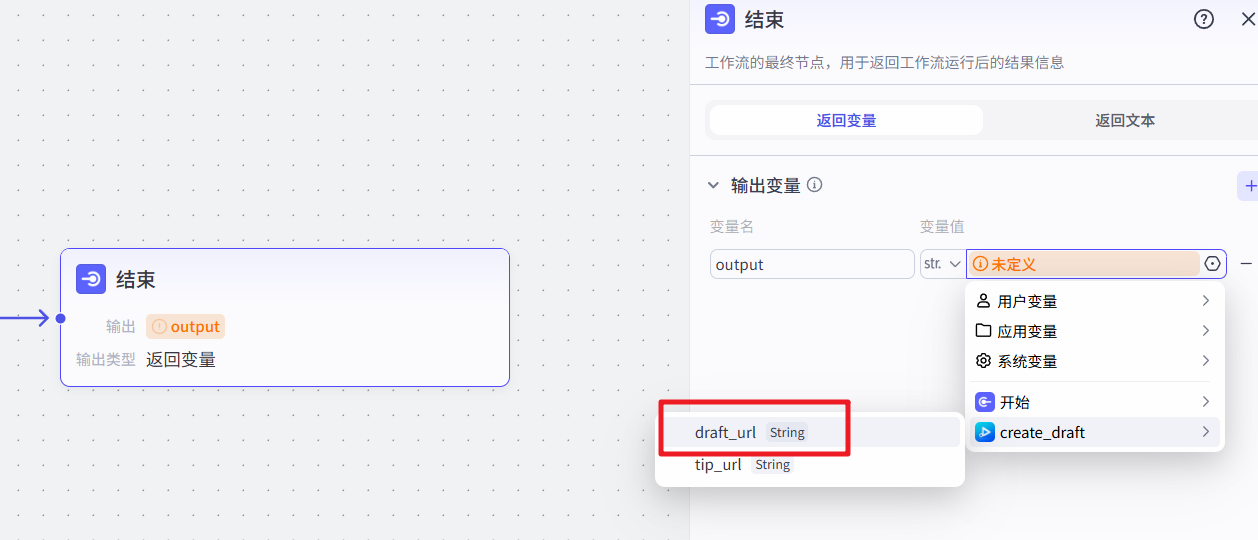 结束
工作流的最终节点，用于返回工作流运行后的结果信息
返回变量 返回文本
输出变量
变量名 变量值
output str. 未定义
用户变量
应用变量
系统变量
开始
create_draft
draft_url String
tip_url String
结束
输出 output
输出类型 返回变量